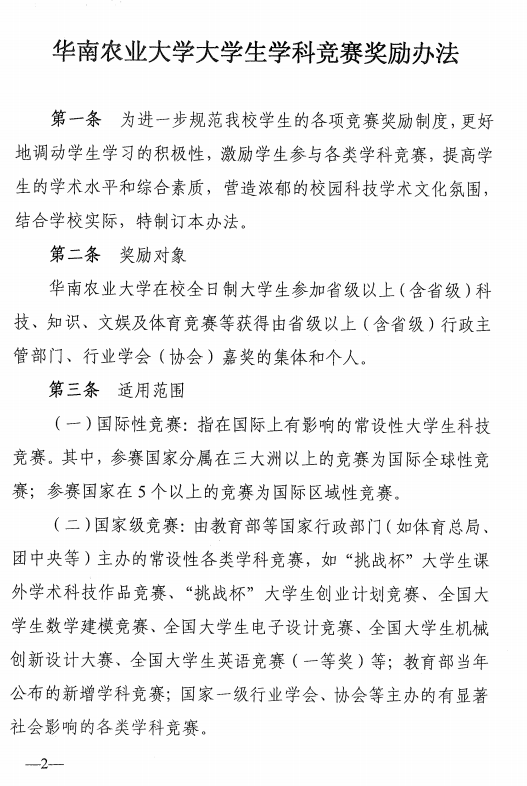 华南农业大学大学生学科竞赛奖励办法
第一条 为进一步规范我校学生的各项竞赛奖励制度，更好
地调动学生学习的积极性，激励学生参与各类学科竞赛，提高学
生的学术水平和综合素质，营造浓郁的校园科技学术文化氛围，
结合学校实际，特制订本办法。
第二条 奖励对象
华南农业大学在校全日制大学生参加省级以上（含省级）科
技、知识、文娱及体育竞赛等获得由省级以上（含省级）行政主
管部门、行业学会（协会）嘉奖的集体和个人。
第三条 适用范围
（一）国际性竞赛：指在国际上有影响的常设性大学生科技
竞赛。其中，参赛国家分属在三大洲以上的竞赛为国际全球性竞
赛；参赛国家在5个以上的竞赛为国际区域性竞赛。
（二）国家级竞赛：由教育部等国家行政部门（如体育总局、
团中央等）主办的常设性各类学科竞赛，如“挑战杯”大学生课
外学术科技作品竞赛、“挑战杯”大学生创业计划竞赛、全国大
学生数学建模竞赛、全国大学生电子设计竞赛、全国大学生机械
创新设计大赛、全国大学生英语竞赛（一等奖）等；教育部当年
公布的新增学科竞赛；国家一级行业学会、协会等主办的有显著
社会影响的各类学科竞赛。
—2—